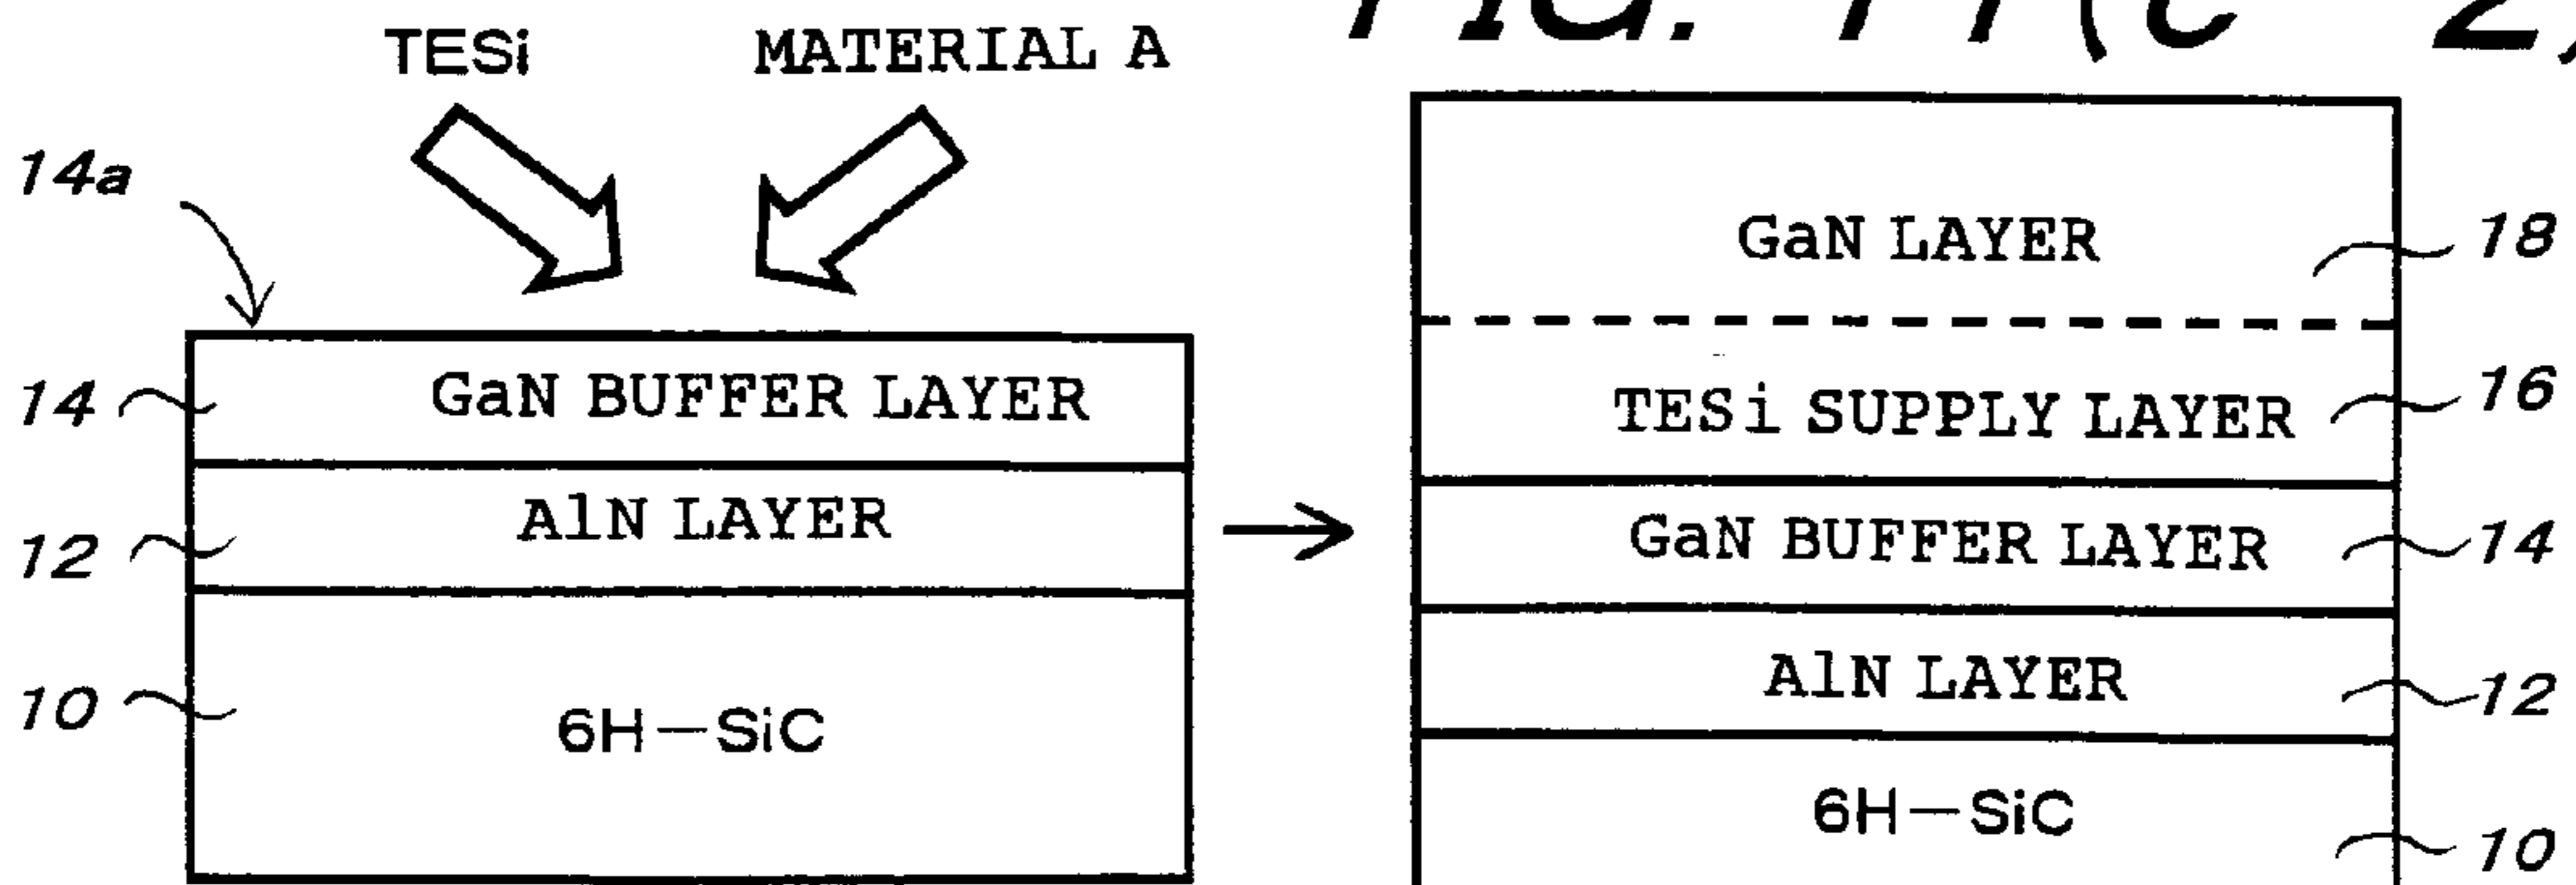 TESi
MATERIAL A
14a
14 GaN BUFFER LAYER
12 AlN LAYER
10 6H-SiC
GaN LAYER 18
TESi SUPPLY LAYER 16
GaN BUFFER LAYER 14
AlN LAYER 12
6H-SiC 10